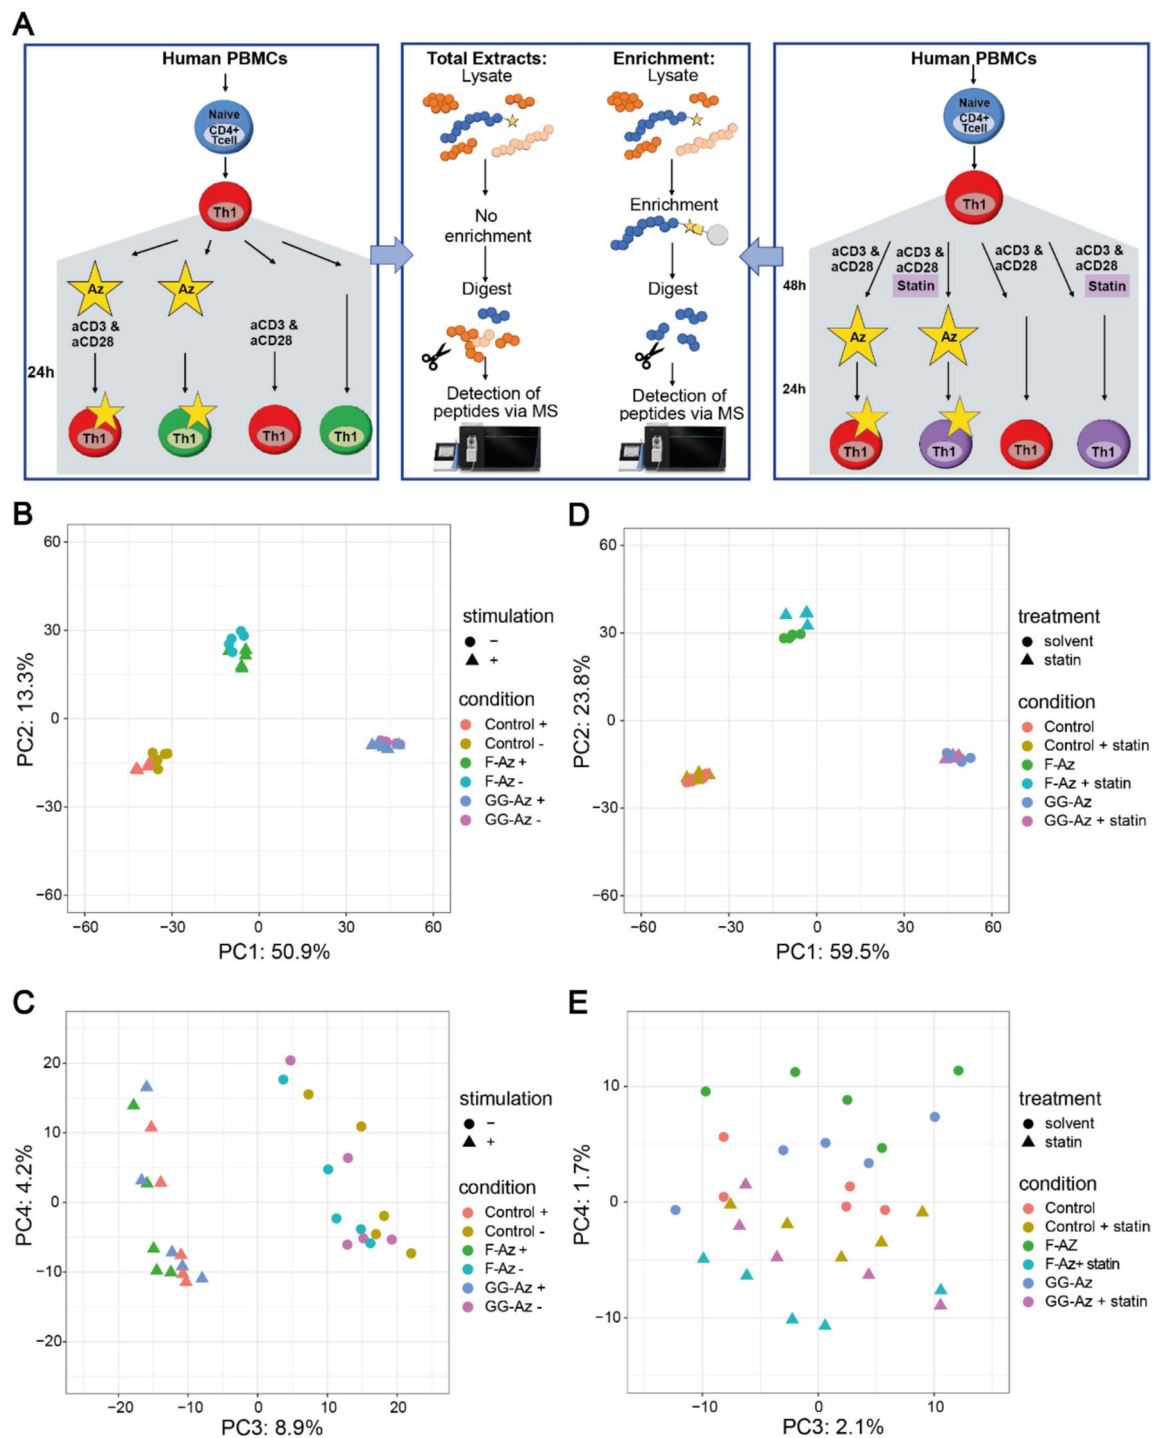 A
Human PBMCs
Naive
CD4+
Tcell
Th1
Az
Az
aCD3 &
aCD28
aCD3 &
aCD28
24h
Th1
Th1
Th1
Th1
Total Extracts:
Lysate
No
enrichment
Digest
Detection of
peptides via MS
Enrichment:
Lysate
Enrichment
Digest
Detection of
peptides via MS
Human PBMCs
Naive
CD4+
Tcell
Th1
aCD3 &
aCD28
aCD3 &
aCD28
Statin
aCD3 &
aCD28
aCD3 &
aCD28
Statin
48h
Az
Az
24h
Th1
Th1
Th1
Th1
B
60
30
0
−30
−60
PC2: 13.3%
−60
−30
0
30
60
PC1: 50.9%
stimulation
−
+
condition
Control +
Control -
F-Az +
F-Az -
GG-Az +
GG-Az -
D
60
30
0
−30
−60
PC2: 23.8%
−60
−30
0
30
60
PC1: 59.5%
treatment
solvent
statin
condition
Control
Control + statin
F-Az
F-Az + statin
GG-Az
GG-Az + statin
C
20
10
0
−10
−20
PC4: 4.2%
−20
−10
0
10
20
PC3: 8.9%
stimulation
−
+
condition
Control +
Control -
F-Az +
F-Az -
GG-Az +
GG-Az -
E
10
0
−10
PC4: 1.7%
−10
0
10
PC3: 2.1%
treatment
solvent
statin
condition
Control
Control + statin
F-AZ
F-Az+ statin
GG-Az
GG-Az + statin